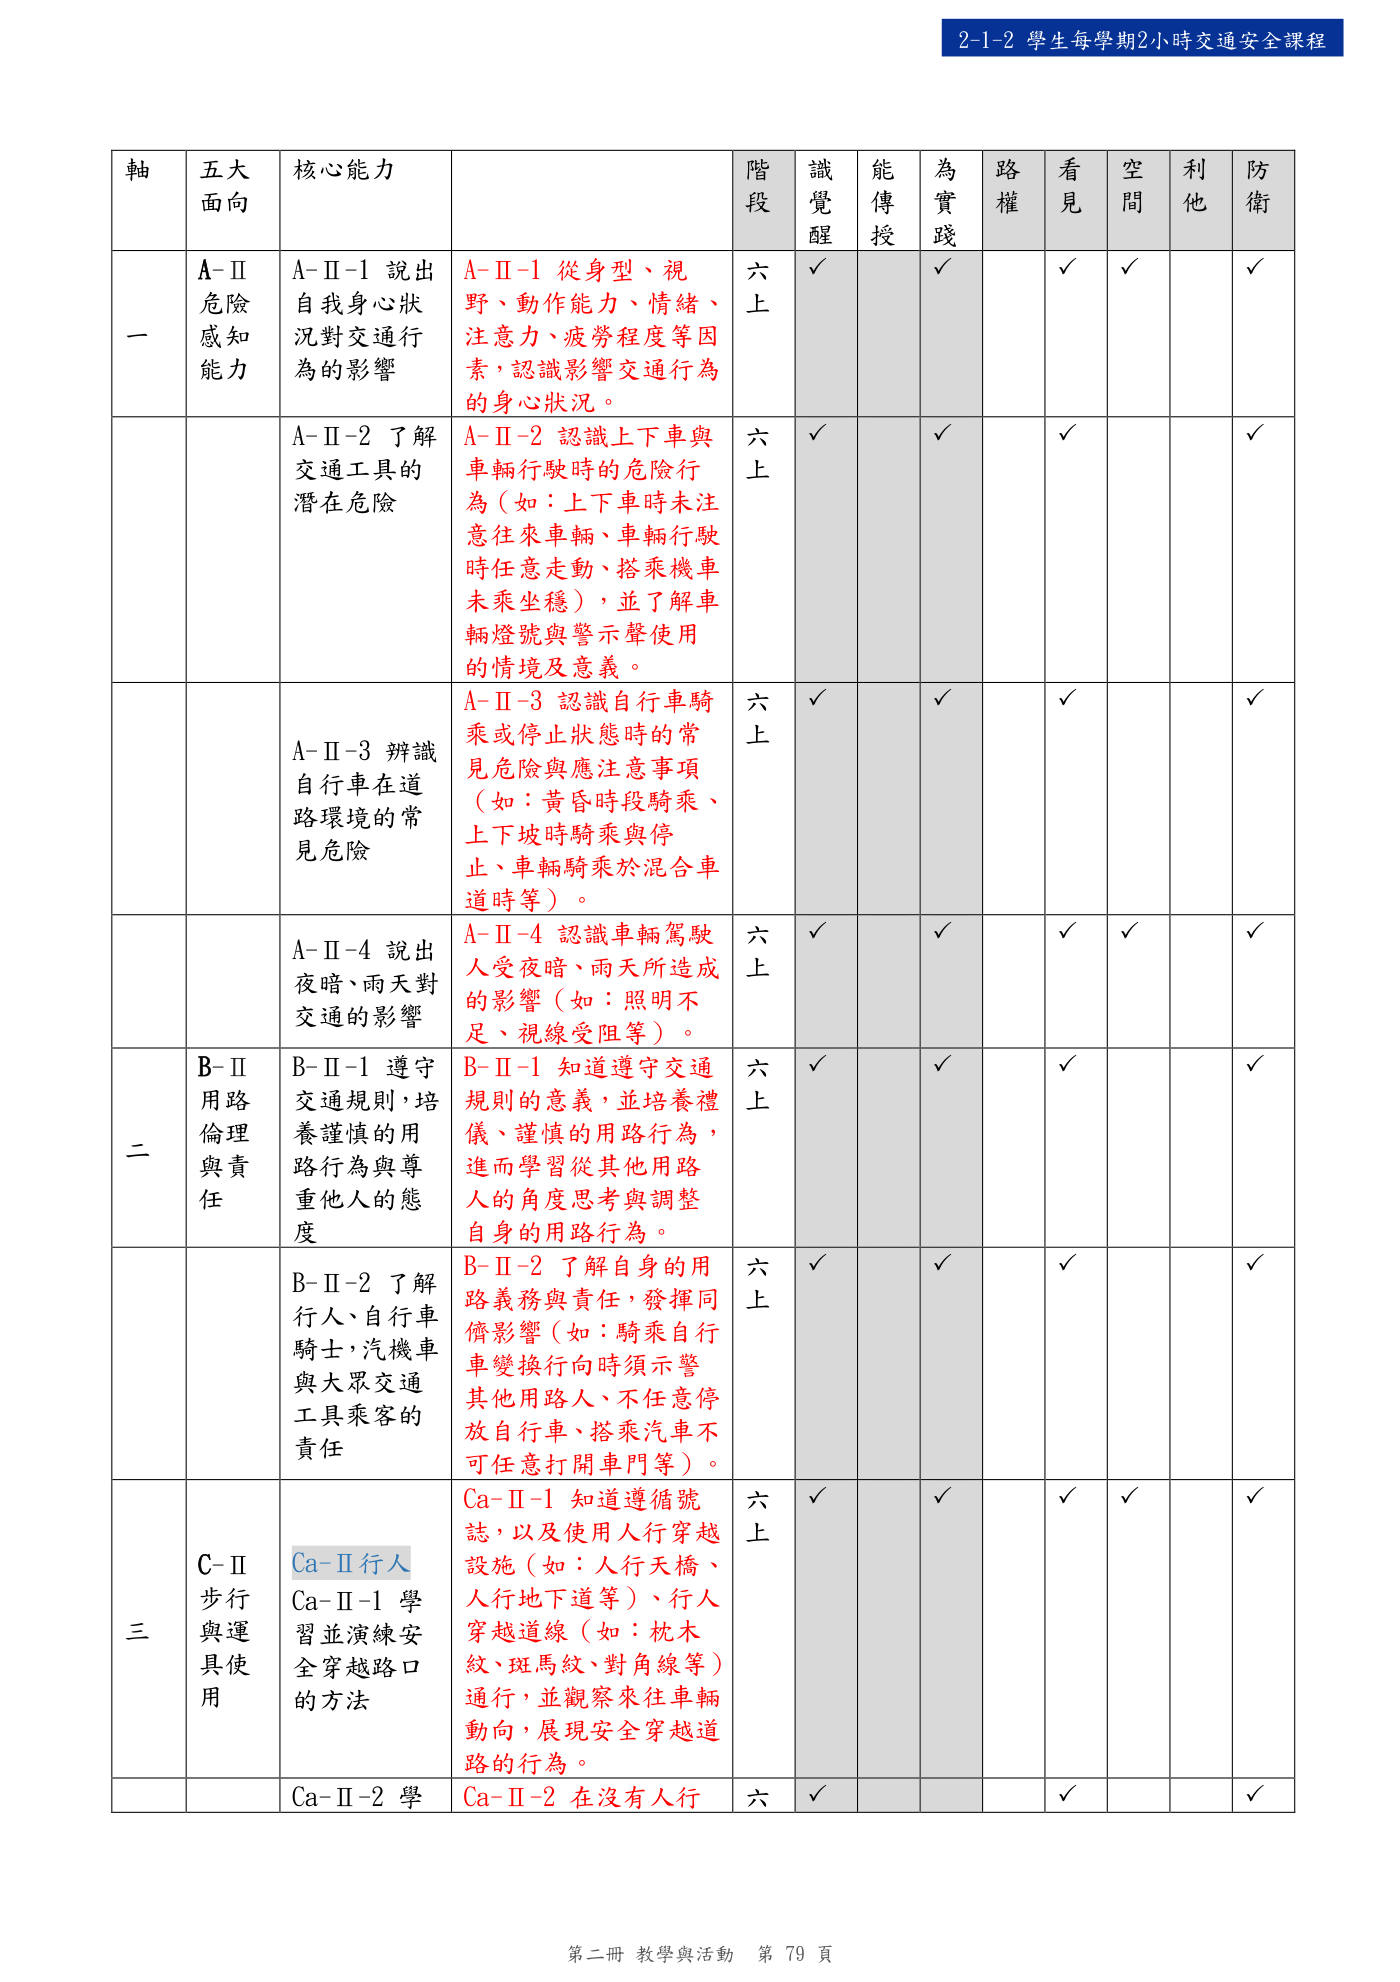 2-1-2 學生每學期2小時交通安全課程
軸
五大
面向
核心能力
階
段
識
覺
醒
能
傳
授
為
實
踐
路
權
看
見
空
間
利
他
防
衛
一
A-Ⅱ
危險
感知
能力
A-Ⅱ-1 說出
自我身心狀
況對交通行
為的影響
A-Ⅱ-1 從身型、視
野、動作能力、情緒、
注意力、疲勞程度等因
素，認識影響交通行為
的身心狀況。
六
上
✓ ✓ ✓ ✓ ✓
A-Ⅱ-2 了解
交通工具的
潛在危險
A-Ⅱ-2 認識上下車與
車輛行駛時的危險行
為（如：上下車時未注
意往來車輛、車輛行駛
時任意走動、搭乘機車
未乘坐穩），並了解車
輛燈號與警示聲使用
的情境及意義。
六
上
✓ ✓ ✓ ✓
A-Ⅱ-3 辨識
自行車在道
路環境的常
見危險
A-Ⅱ-3 認識自行車騎
乘或停止狀態時的常
見危險與應注意事項
（如：黃昏時段騎乘、
上下坡時騎乘與停
止、車輛騎乘於混合車
道時等）。
六
上
✓ ✓ ✓ ✓
A-Ⅱ-4 說出
夜暗、雨天對
交通的影響
A-Ⅱ-4 認識車輛駕駛
人受夜暗、雨天所造成
的影響（如：照明不
足、視線受阻等）。
六
上
✓ ✓ ✓ ✓ ✓
二
B-Ⅱ
用路
倫理
與責
任
B-Ⅱ-1 遵守
交通規則，培
養謹慎的用
路行為與尊
重他人的態
度
B-Ⅱ-1 知道遵守交通
規則的意義，並培養禮
儀、謹慎的用路行為，
進而學習從其他用路
人的角度思考與調整
自身的用路行為。
六
上
✓ ✓ ✓ ✓
B-Ⅱ-2 了解
行人、自行車
騎士，汽機車
與大眾交通
工具乘客的
責任
B-Ⅱ-2 了解自身的用
路義務與責任，發揮同
儕影響（如：騎乘自行
車變換行向時須示警
其他用路人、不任意停
放自行車、搭乘汽車不
可任意打開車門等）。
六
上
✓ ✓ ✓ ✓
三
C-Ⅱ
步行
與運
具使
用
Ca-Ⅱ行人
Ca-Ⅱ-1 學
習並演練安
全穿越路口
的方法
Ca-Ⅱ-1 知道遵循號
誌，以及使用人行穿越
設施（如：人行天橋、
人行地下道等）、行人
穿越道線（如：枕木
紋、斑馬紋、對角線等）
通行，並觀察來往車輛
動向，展現安全穿越道
路的行為。
六
上
✓ ✓ ✓ ✓ ✓
Ca-Ⅱ-2 學
Ca-Ⅱ-2 在沒有人行
六
✓ ✓ ✓
第二冊 教學與活動 第 79 頁